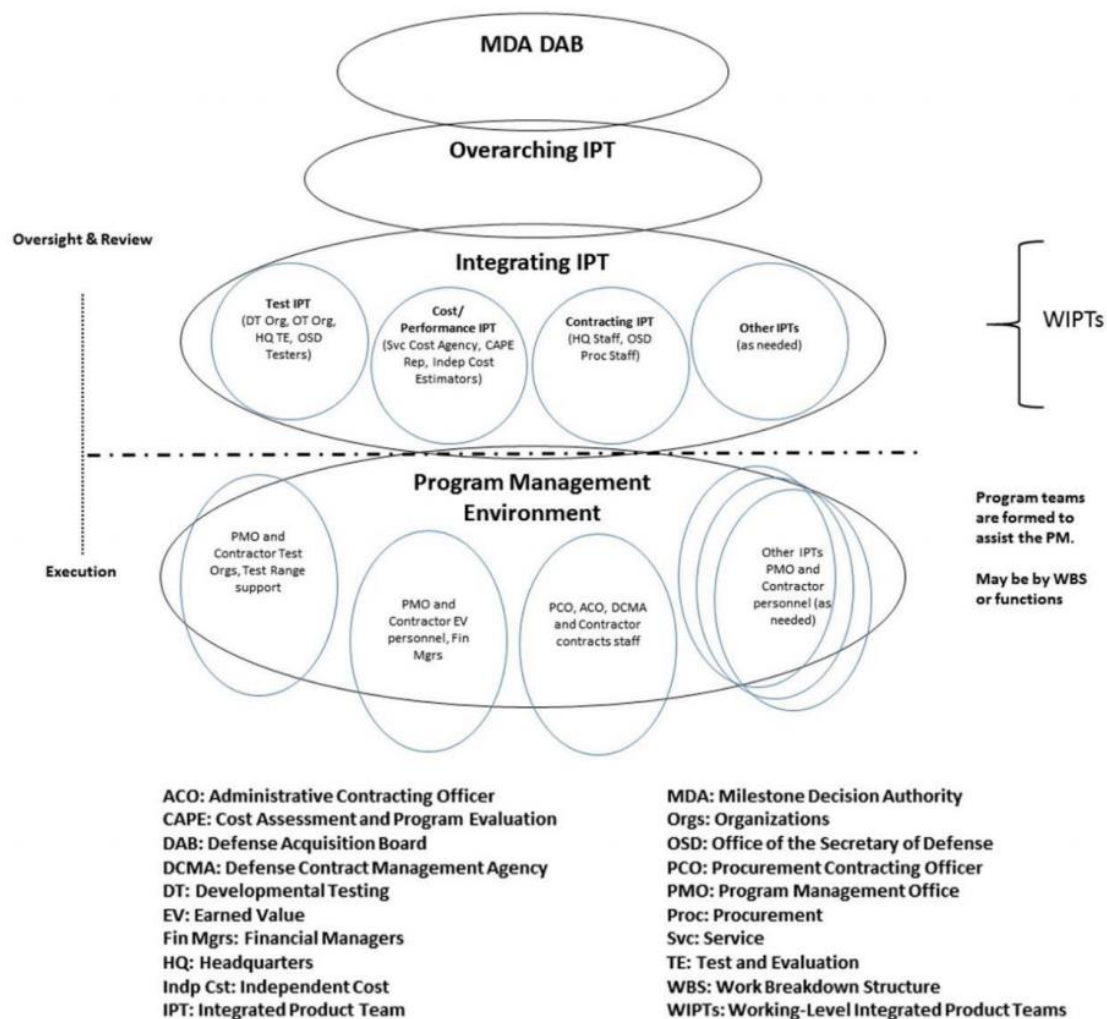 MDA DAB
Overarching IPT
Oversight & Review
Integrating IPT
Test IPT
(DT Org, OT Org,
HQ TE, OSD
Testers)
Cost/
Performance IPT
(Svc Cost Agency, CAPE
Rep, Indep Cost
Estimators)
Contracting IPT
(HQ Staff, OSD
Proc Staff)
Other IPTs
(as needed)
WIPTs
Program Management
Environment
Execution
PMO and
Contractor Test
Orgs, Test Range
support
PMO and
Contractor EV
personnel, Fin
Mgrs
PCO, ACO, DCMA
and Contractor
contracts staff
Other IPTs
PMO and
Contractor
personnel (as
needed)
Program teams
are formed to
assist the PM.
May be by WBS
or functions
ACO: Administrative Contracting Officer
CAPE: Cost Assessment and Program Evaluation
DAB: Defense Acquisition Board
DCMA: Defense Contract Management Agency
DT: Developmental Testing
EV: Earned Value
Fin Mgrs: Financial Managers
HQ: Headquarters
Indp Cst: Independent Cost
IPT: Integrated Product Team
MDA: Milestone Decision Authority
Orgs: Organizations
OSD: Office of the Secretary of Defense
PCO: Procurement Contracting Officer
PMO: Program Management Office
Proc: Procurement
Svc: Service
TE: Test and Evaluation
WBS: Work Breakdown Structure
WIPTs: Working-Level Integrated Product Teams